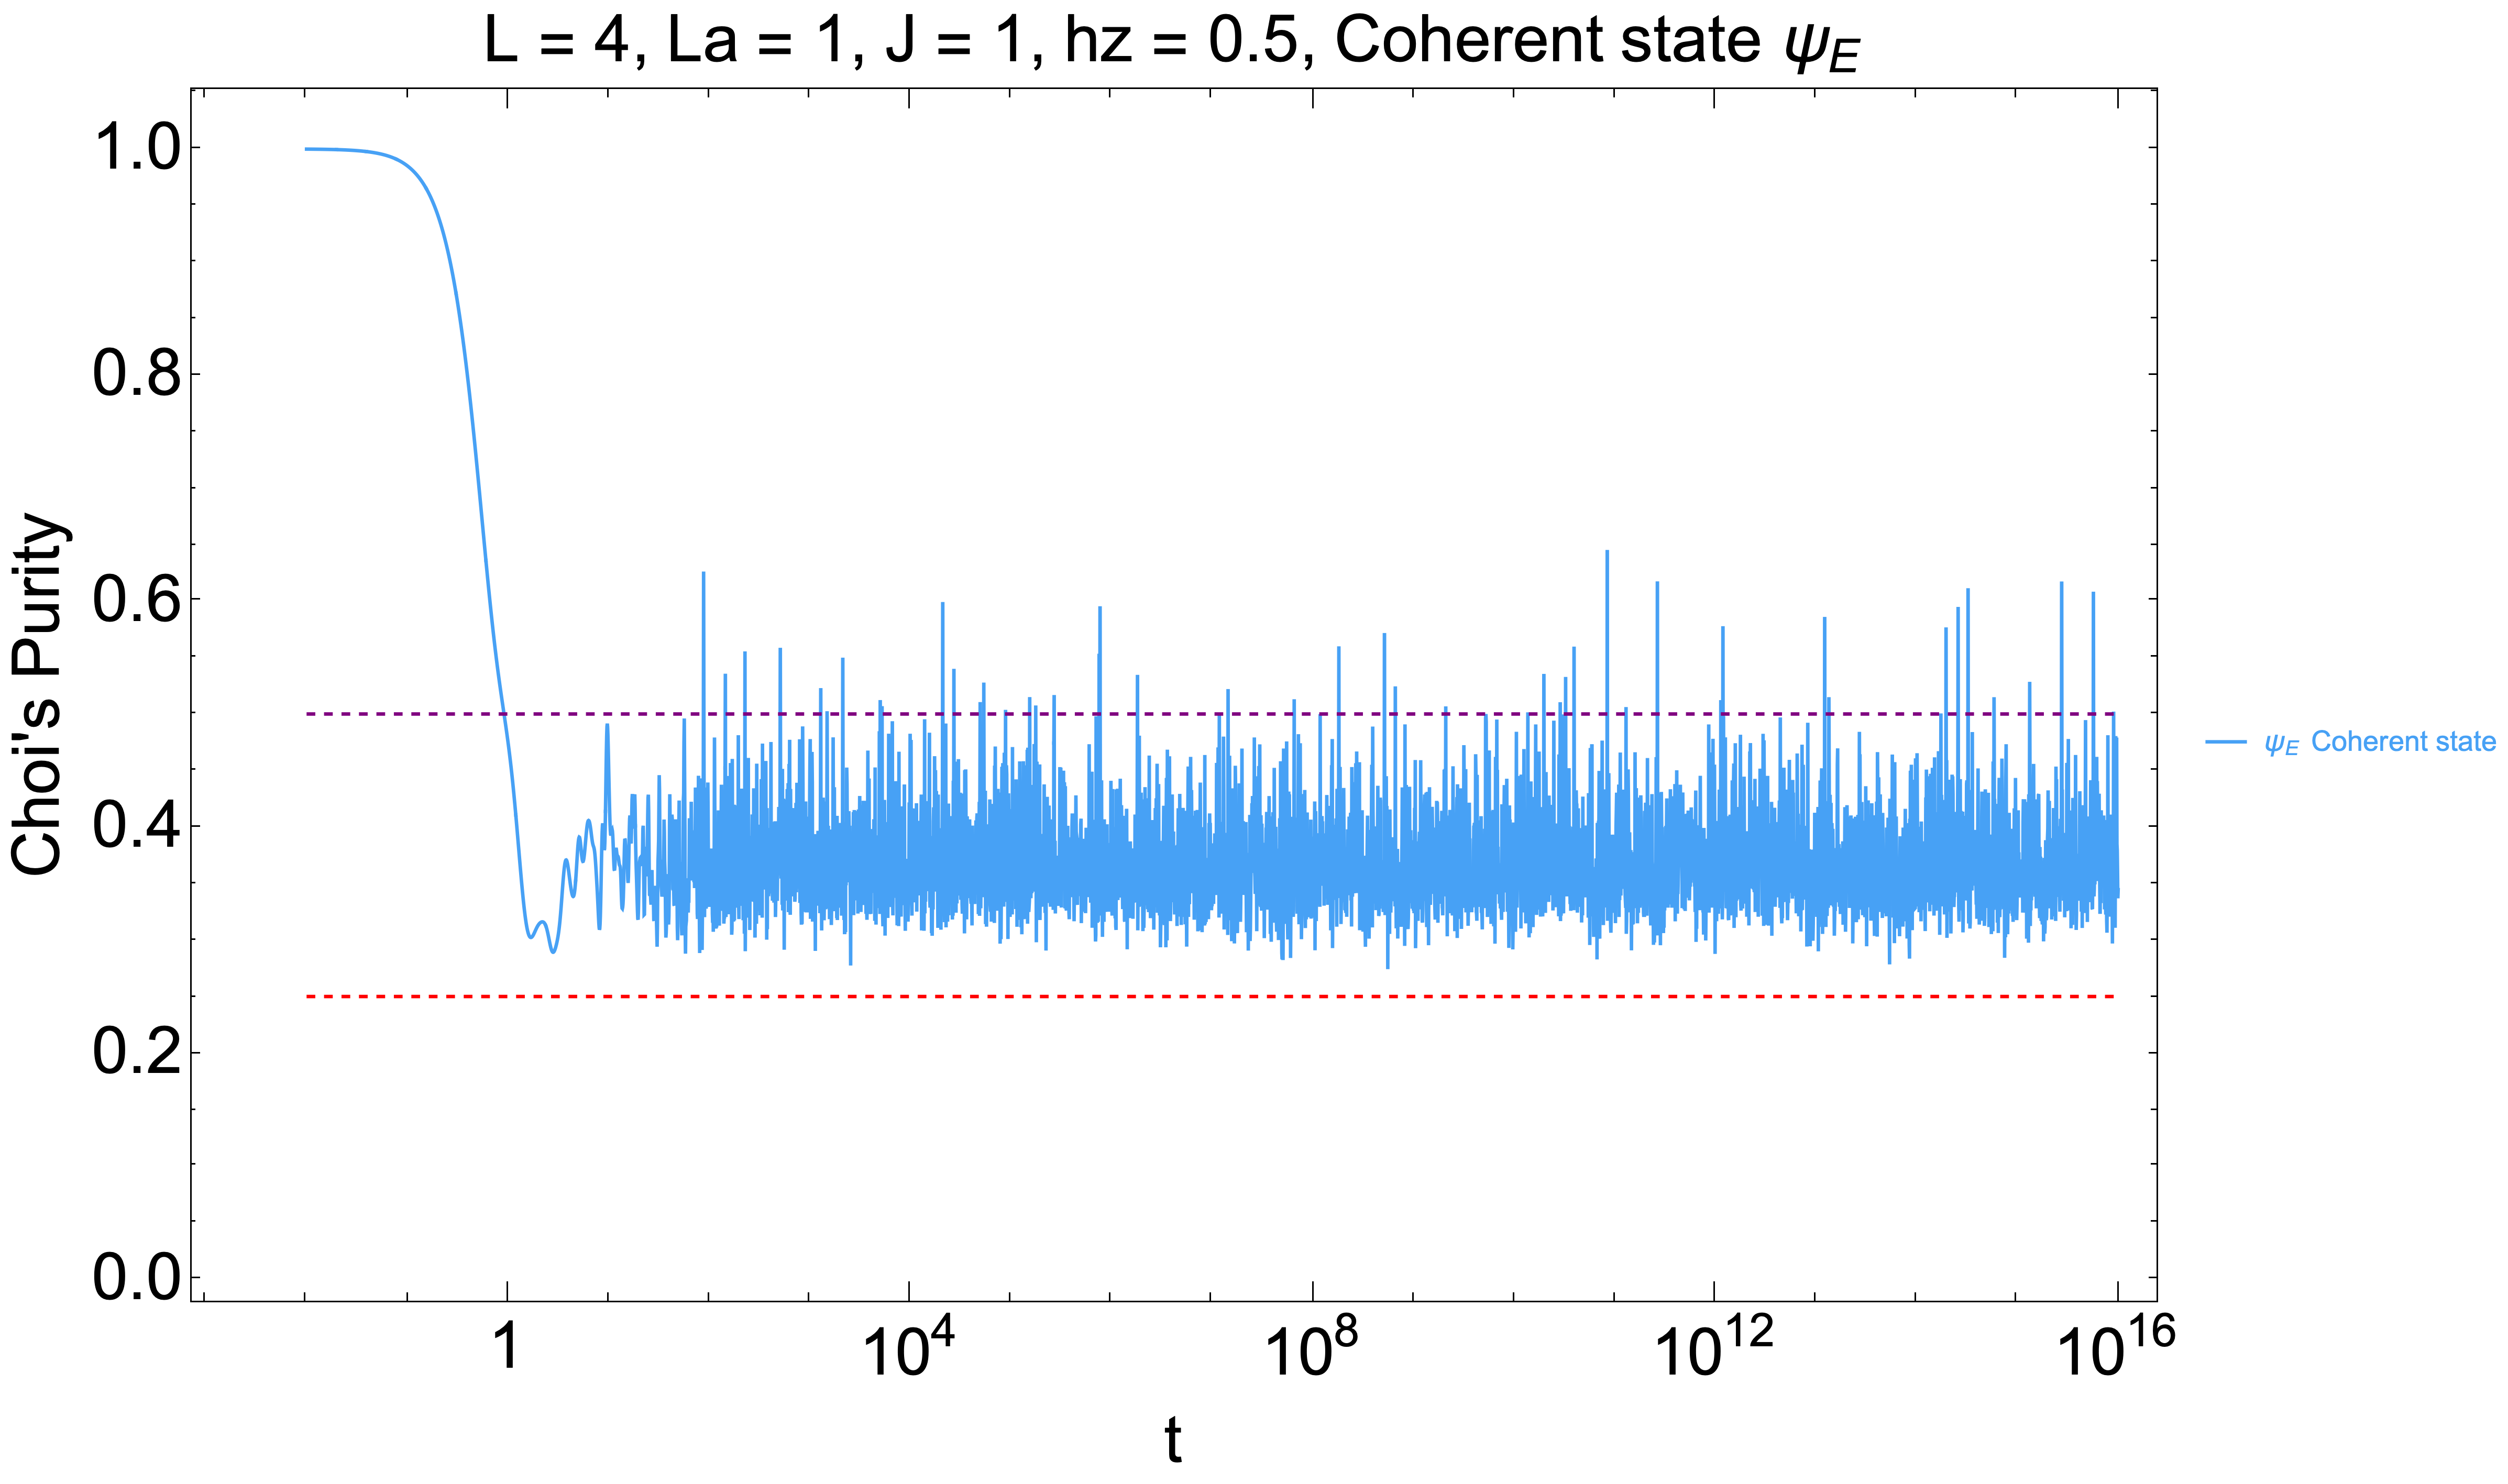 L = 4, La = 1, J = 1, hz = 0.5, Coherent state ψE
1.0
0.8
0.6
0.4
0.2
0.0
Choi's Purity
1
10^4
10^8
10^12
10^16
t
ψE Coherent state